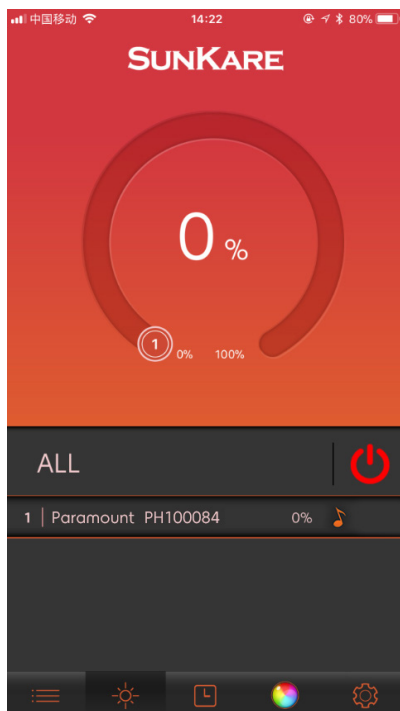 中国移动 14:22 80%
SUNKARE
0 %
1 0% 100%
ALL
1 Paramount PH100084 0%